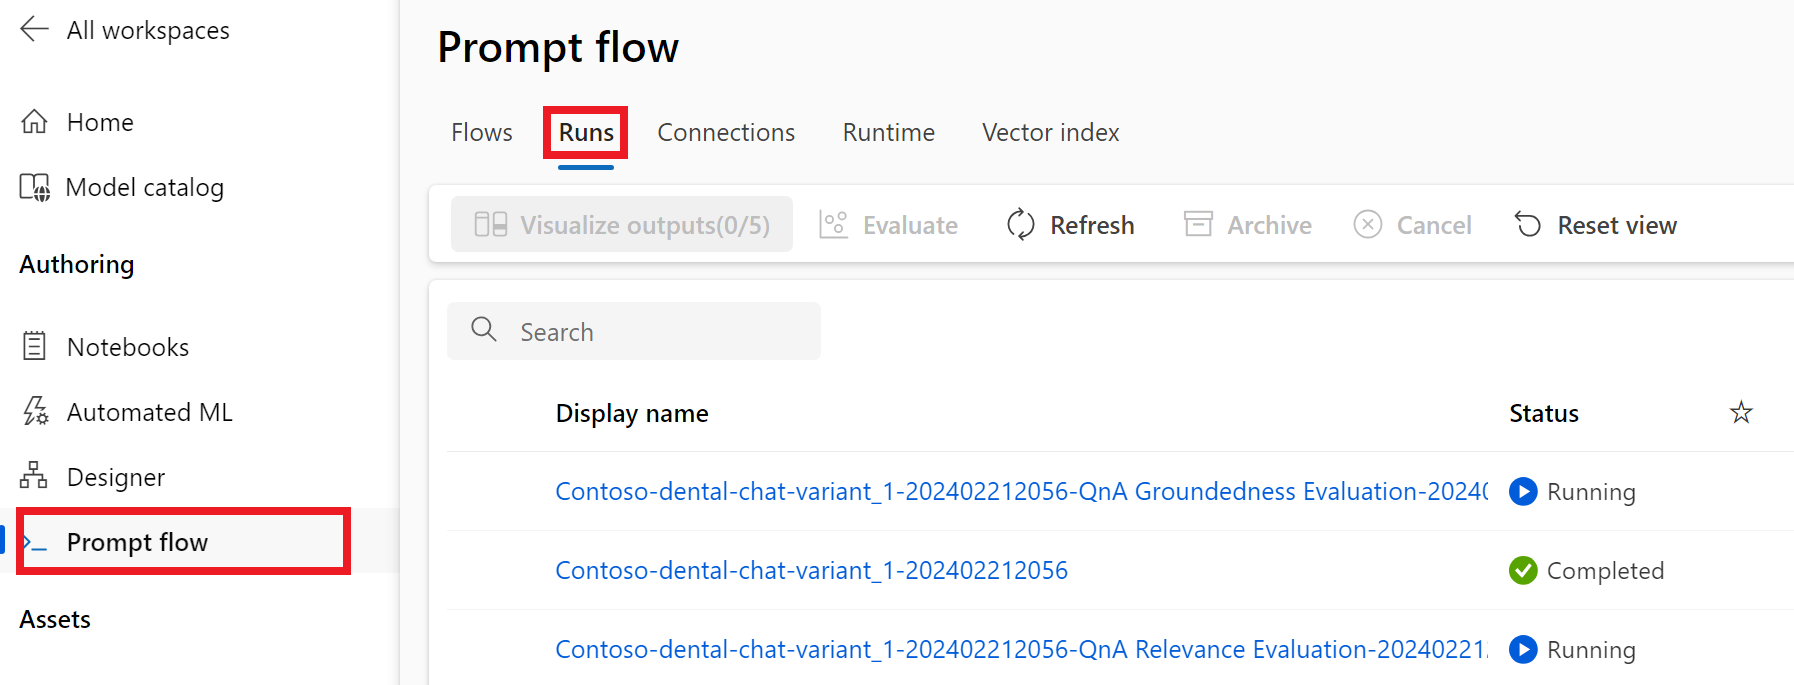 All workspaces
Home
Model catalog
Authoring
Notebooks
Automated ML
Designer
Prompt flow
Assets
Prompt flow
Flows Runs Connections Runtime Vector index
Visualize outputs(0/5) Evaluate Refresh Archive Cancel Reset view
Search
Display name Status
Contoso-dental-chat-variant_1-202402212056-QnA Groundedness Evaluation-20240 Running
Contoso-dental-chat-variant_1-202402212056 Completed
Contoso-dental-chat-variant_1-202402212056-QnA Relevance Evaluation-20240221 Running